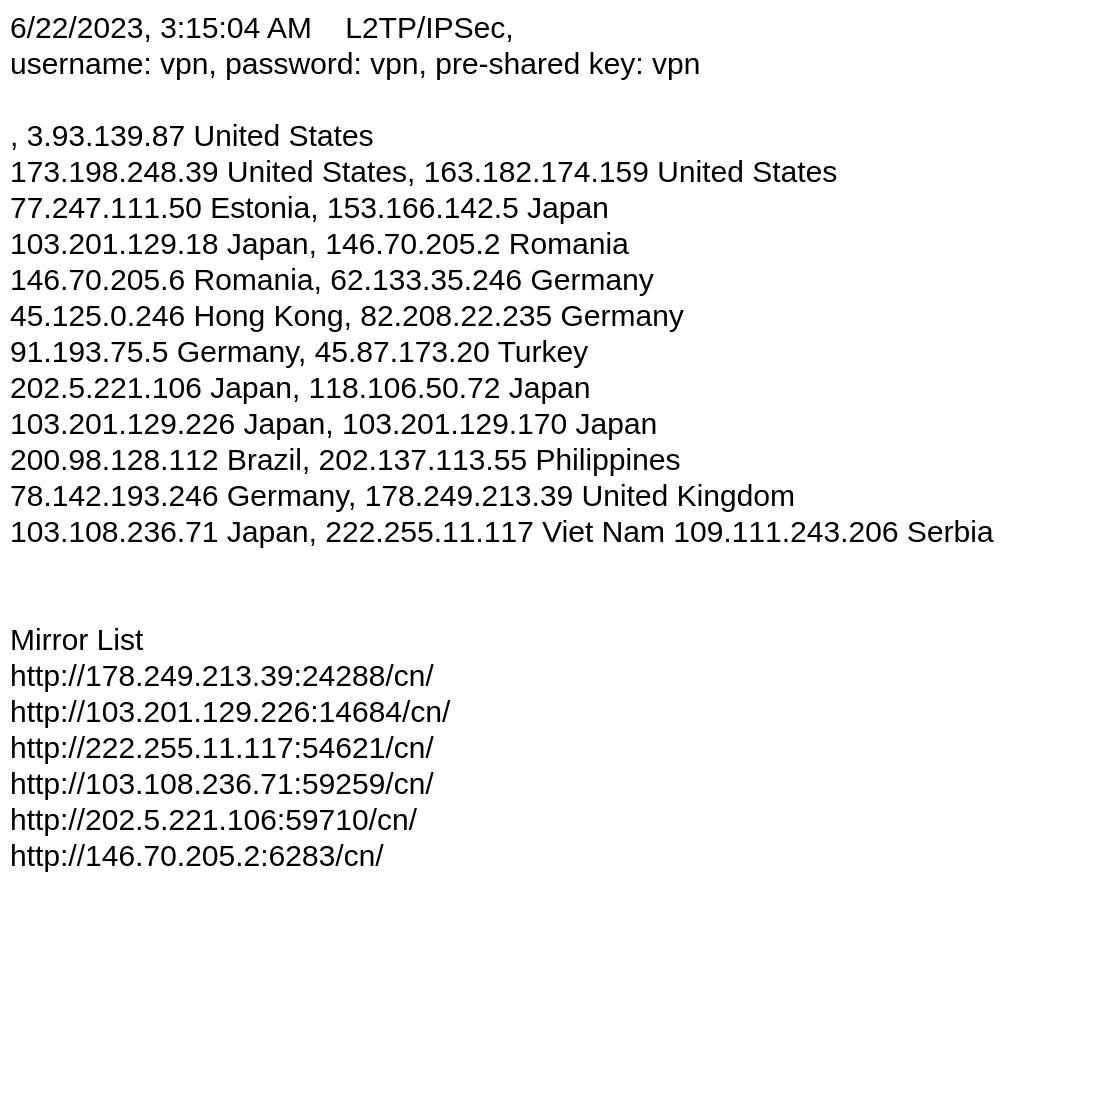 6/22/2023, 3:15:04 AM    L2TP/IPSec,
username: vpn, password: vpn, pre-shared key: vpn
, 3.93.139.87 United States
173.198.248.39 United States, 163.182.174.159 United States
77.247.111.50 Estonia, 153.166.142.5 Japan
103.201.129.18 Japan, 146.70.205.2 Romania
146.70.205.6 Romania, 62.133.35.246 Germany
45.125.0.246 Hong Kong, 82.208.22.235 Germany
91.193.75.5 Germany, 45.87.173.20 Turkey
202.5.221.106 Japan, 118.106.50.72 Japan
103.201.129.226 Japan, 103.201.129.170 Japan
200.98.128.112 Brazil, 202.137.113.55 Philippines
78.142.193.246 Germany, 178.249.213.39 United Kingdom
103.108.236.71 Japan, 222.255.11.117 Viet Nam 109.111.243.206 Serbia
Mirror List
http://178.249.213.39:24288/cn/
http://103.201.129.226:14684/cn/
http://222.255.11.117:54621/cn/
http://103.108.236.71:59259/cn/
http://202.5.221.106:59710/cn/
http://146.70.205.2:6283/cn/